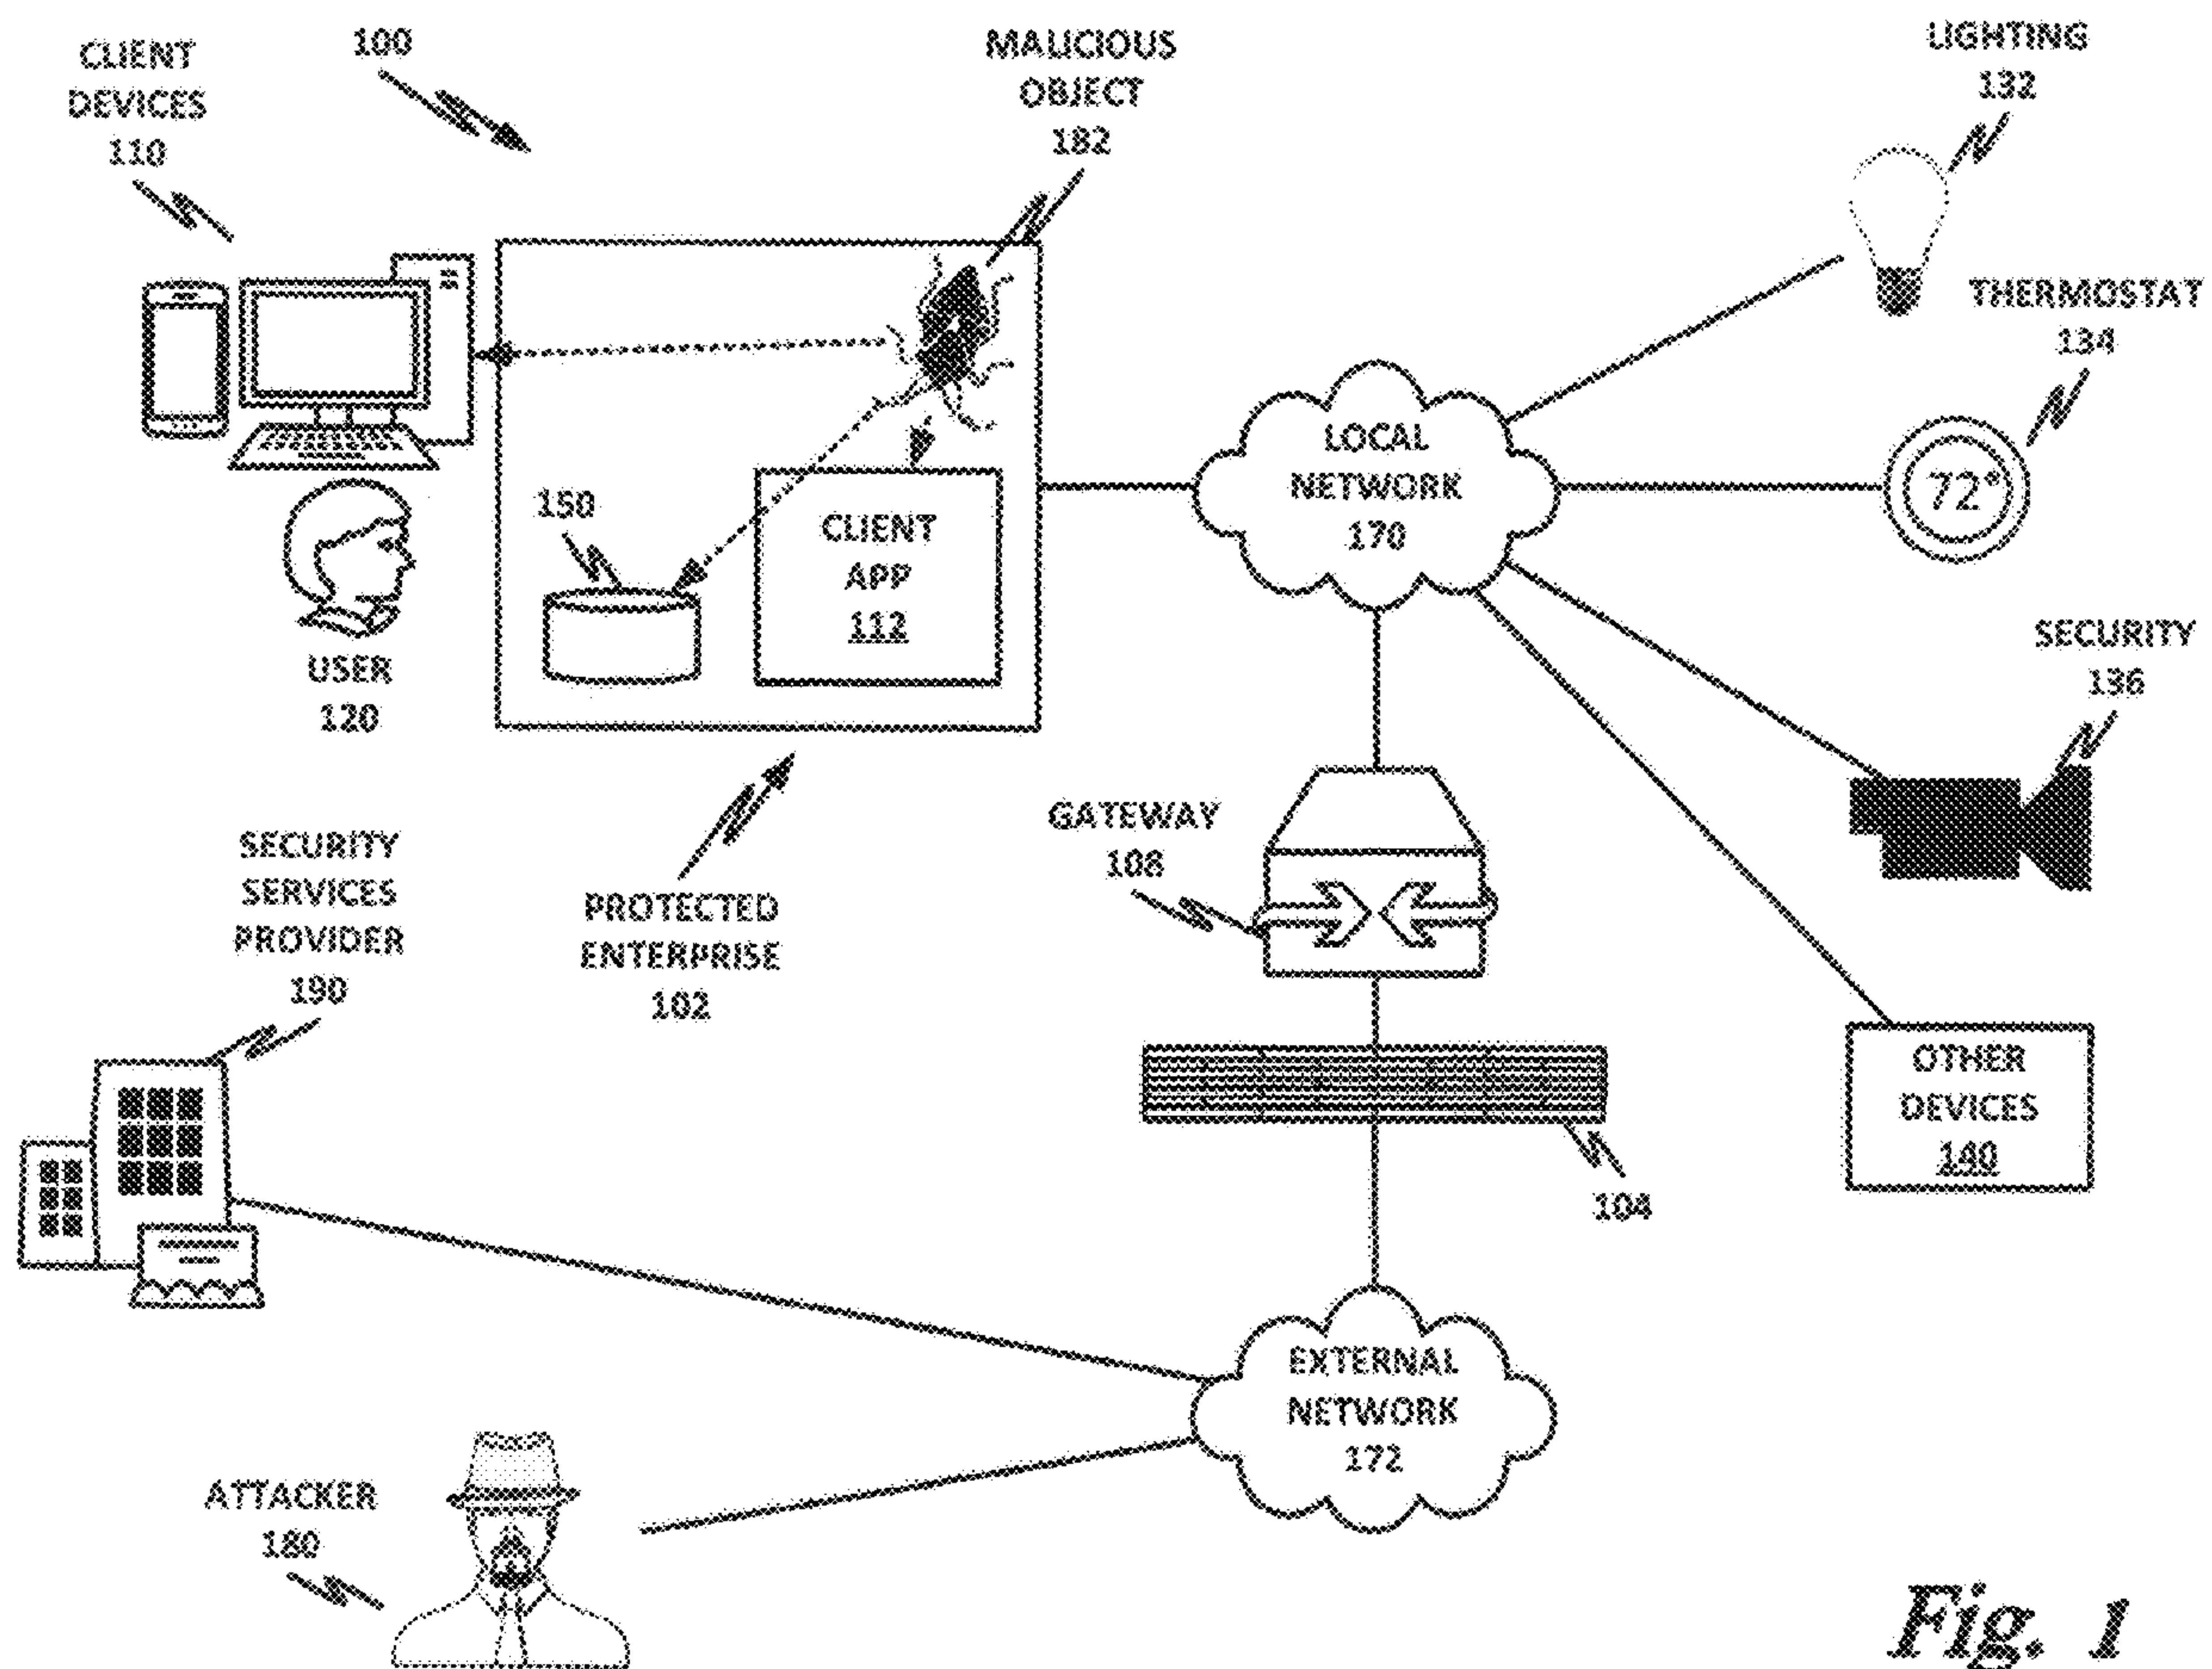 CLIENT
DEVICES
110
100
MALICIOUS
OBJECT
182
LIGHTING
132
THERMOSTAT
134
72°
LOCAL
NETWORK
170
150
CLIENT
APP
112
USER
120
SECURITY
136
GATEWAY
108
SECURITY
SERVICES
PROVIDER
190
PROTECTED
ENTERPRISE
102
OTHER
DEVICES
140
104
EXTERNAL
NETWORK
172
ATTACKER
180
Fig. 1